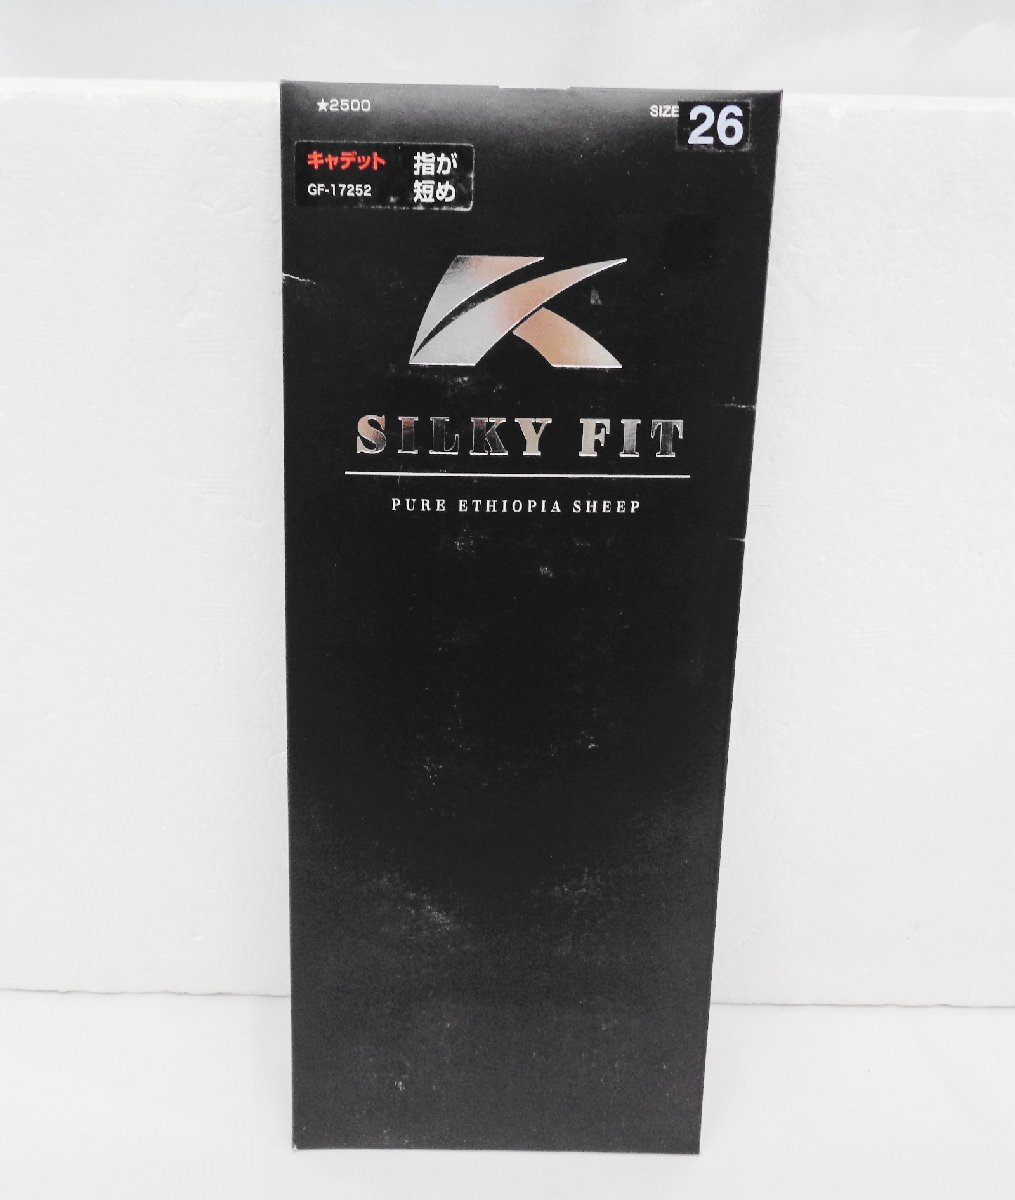 ★2500
SIZE 26
キャデット
GF-17252
指が
短め
SILKY FIT
PURE ETHIOPIA SHEEP